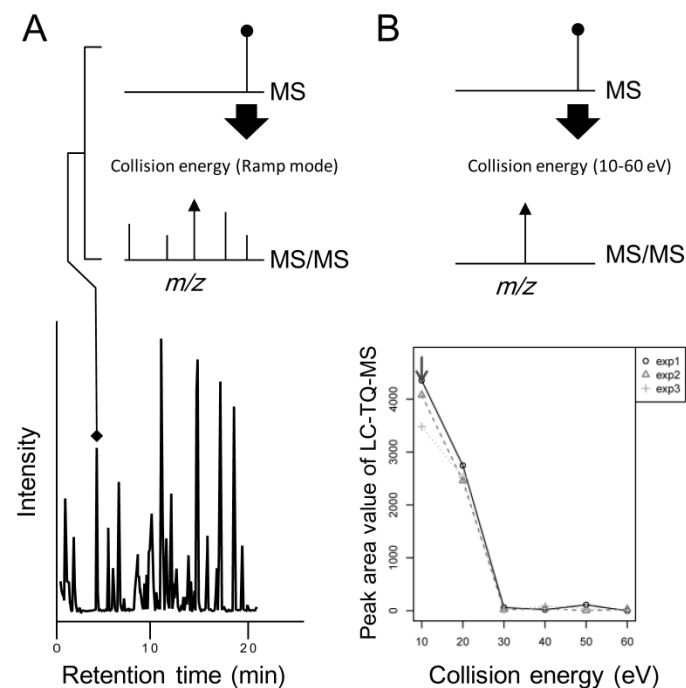 A
MS
Collision energy (Ramp mode)
MS/MS
m/z
Intensity
0
10
20
Retention time (min)
B
MS
Collision energy (10-60 eV)
MS/MS
m/z
Peak area value of LC-TQ-MS
4000
3000
2000
1000
0
exp1
exp2
exp3
10 20 30 40 50 60
Collision energy (eV)